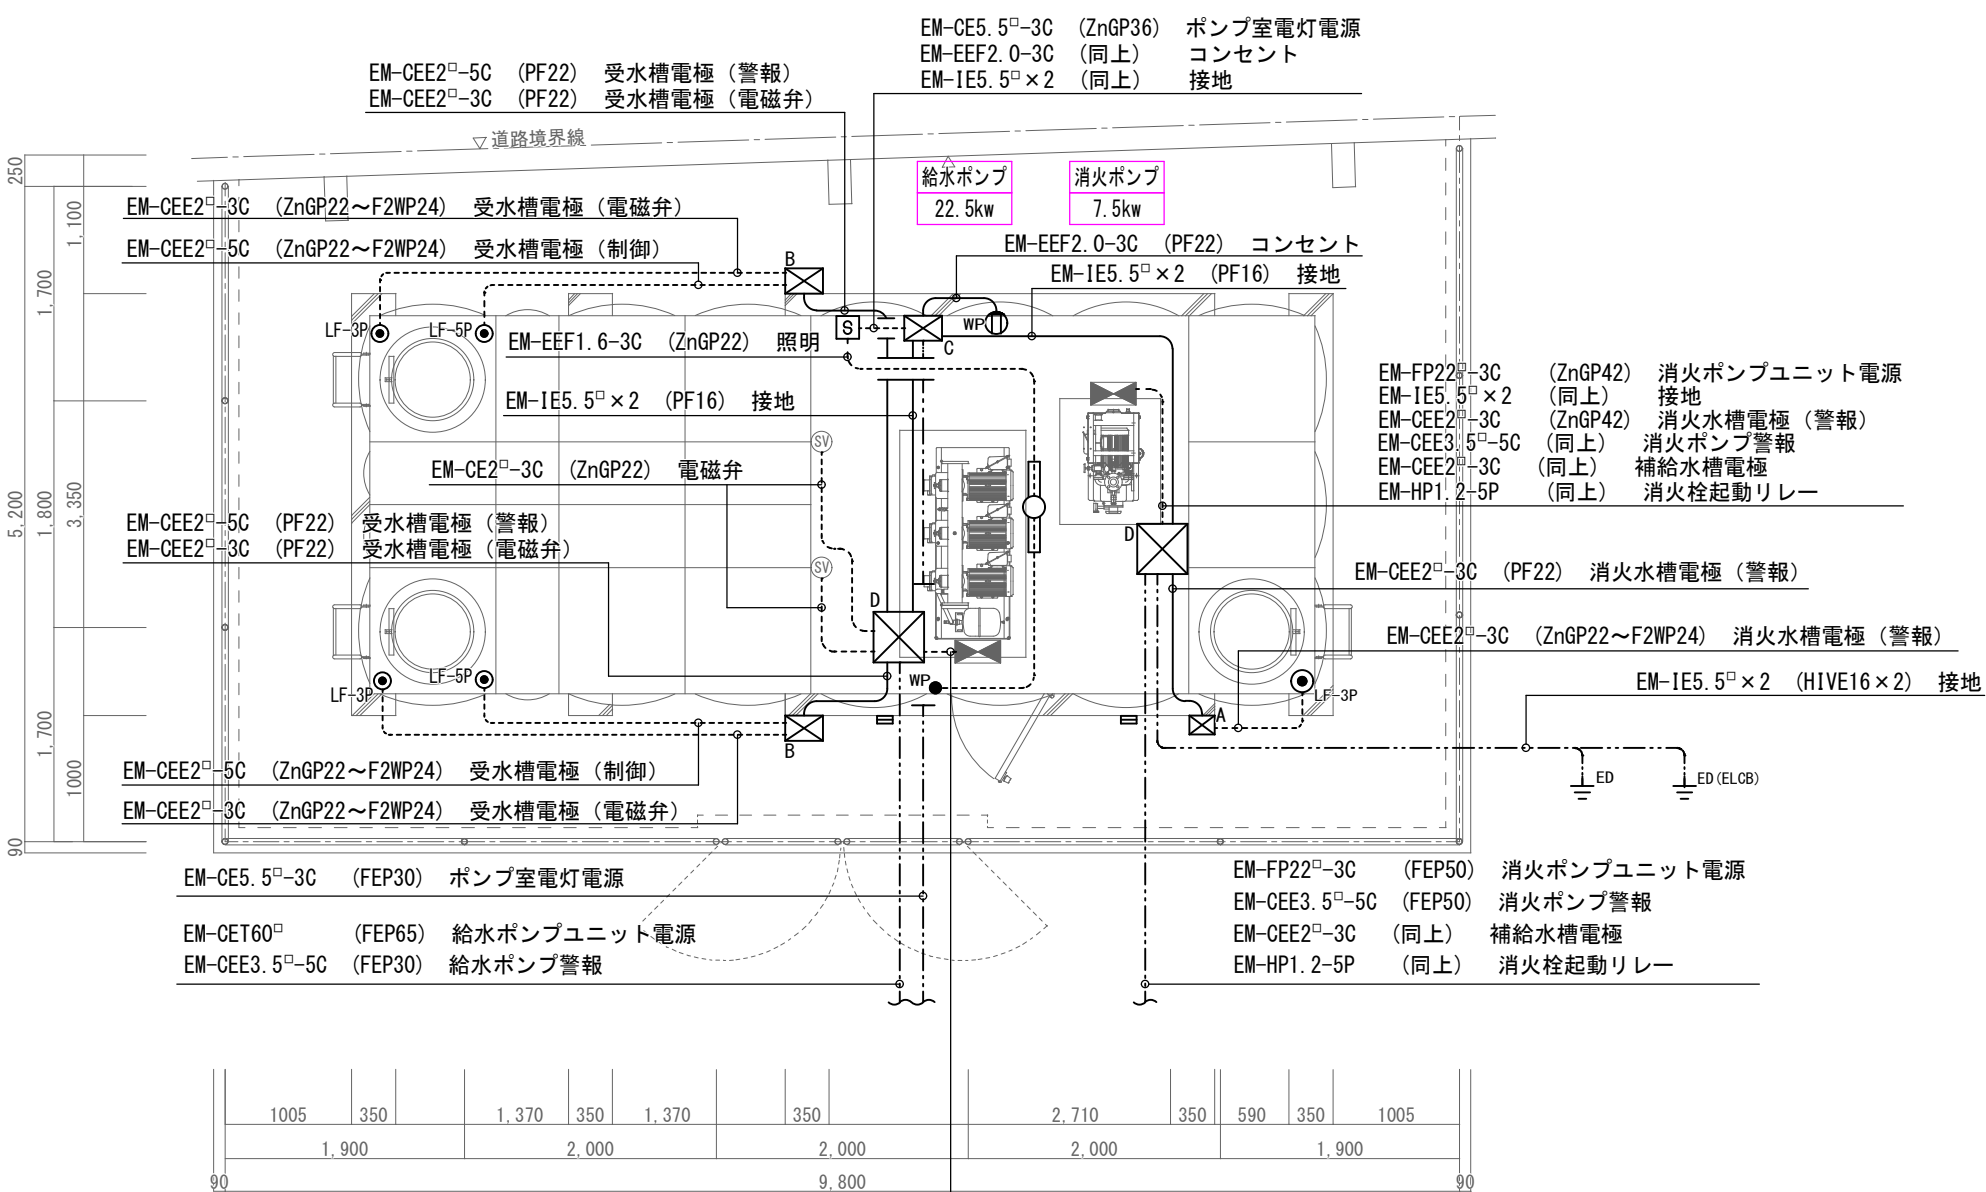 EM-CE5.5□-3C (ZnGP36) ポンプ室電灯電源
EM-EEF2.0-3C (同上) コンセント
EM-IE5.5□×2 (同上) 接地
EM-CEE2□-5C (PF22) 受水槽電極(警報)
EM-CEE2□-3C (PF22) 受水槽電極(電磁弁)
▽道路境界線
給水ポンプ
22.5kw
消火ポンプ
7.5kw
EM-CEE2□-3C (ZnGP22～F2WP24) 受水槽電極(電磁弁)
EM-CEE2□-5C (ZnGP22～F2WP24) 受水槽電極(制御)
EM-EEF2.0-3C (PF22) コンセント
EM-IE5.5□×2 (PF16) 接地
B
LF-3P
LF-5P
S
C
WP
EM-EEF1.6-3C (ZnGP22) 照明
EM-IE5.5□×2 (PF16) 接地
EM-FP22□-3C (ZnGP42) 消火ポンプユニット電源
EM-IE5.5□×2 (同上) 接地
EM-CEE2□-3C (ZnGP42) 消火水槽電極(警報)
EM-CEE3.5□-5C (同上) 消火ポンプ警報
EM-CEE2□-3C (同上) 補給水槽電極
EM-HP1.2-5P (同上) 消火栓起動リレー
SV
EM-CE2□-3C (ZnGP22) 電磁弁
EM-CEE2□-5C (PF22) 受水槽電極(警報)
EM-CEE2□-3C (PF22) 受水槽電極(電磁弁)
D
SV
EM-CEE2□-3C (PF22) 消火水槽電極(警報)
D
EM-CEE2□-3C (ZnGP22～F2WP24) 消火水槽電極(警報)
EM-IE5.5□×2 (HIVE16×2) 接地
LF-3P
LF-5P
WP
LF-3P
A
B
EM-CEE2□-5C (ZnGP22～F2WP24) 受水槽電極(制御)
EM-CEE2□-3C (ZnGP22～F2WP24) 受水槽電極(電磁弁)
ED
ED(ELCB)
EM-CE5.5□-3C (FEP30) ポンプ室電灯電源
EM-CET60□ (FEP65) 給水ポンプユニット電源
EM-CEE3.5□-5C (FEP30) 給水ポンプ警報
EM-FP22□-3C (FEP50) 消火ポンプユニット電源
EM-CEE3.5□-5C (FEP50) 消火ポンプ警報
EM-CEE2□-3C (同上) 補給水槽電極
EM-HP1.2-5P (同上) 消火栓起動リレー
250
1,100
1,700
5,200
1,800
3,350
1,700
1000
90
1005 350 1,370 350 1,370 350 2,710 350 590 350 1005
1,900 2,000 2,000 2,000 1,900
90 9,800 90